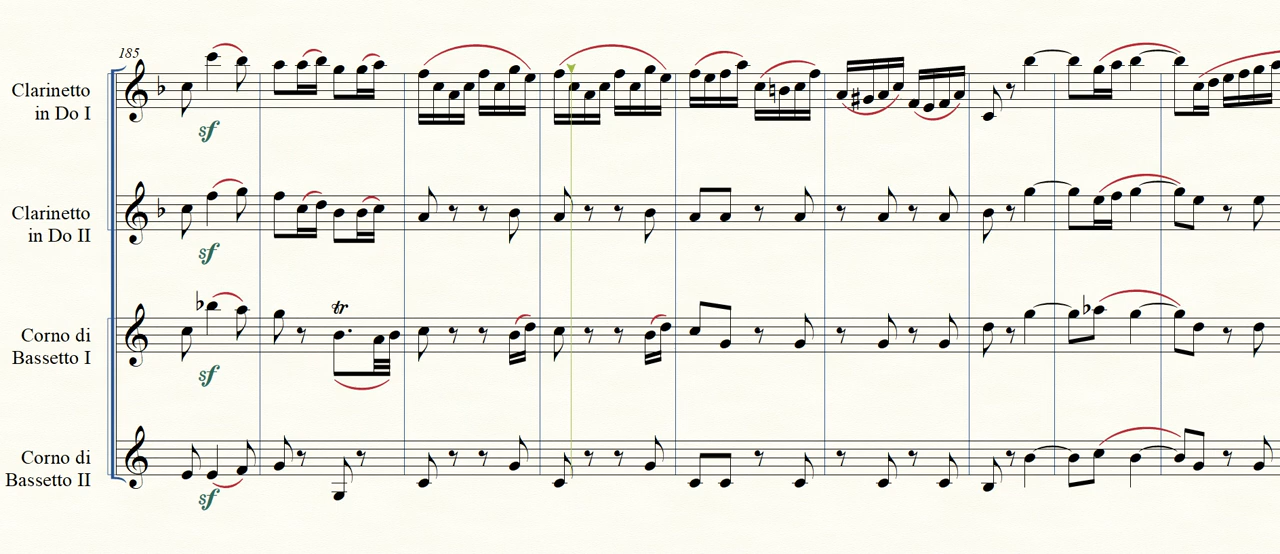 185
Clarinetto
in Do I
sf
Clarinetto
in Do II
sf
tr
Corno di
Bassetto I
sf
Corno di
Bassetto II
sf